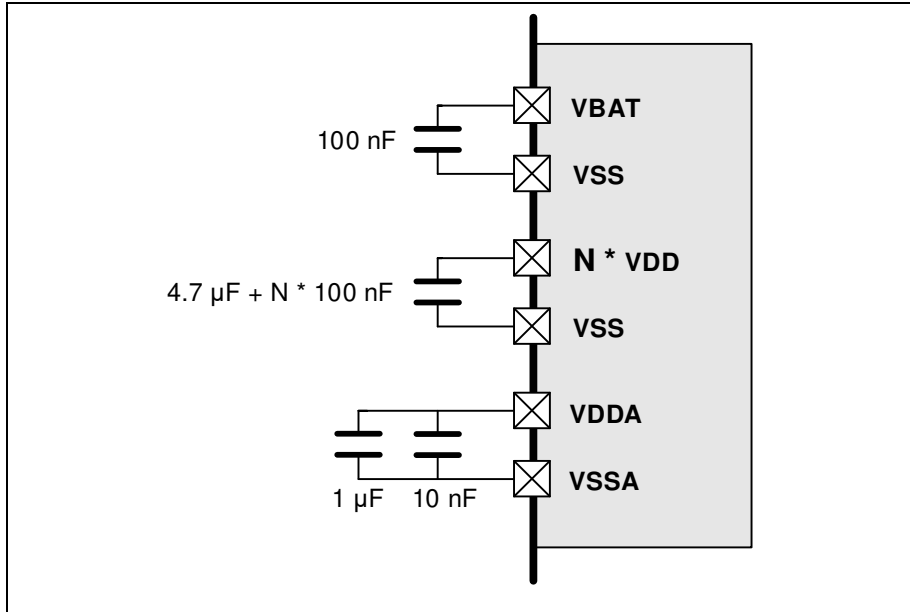 VBAT
100 nF
VSS
N * VDD
4.7 µF + N * 100 nF
VSS
VDDA
VSSA
1 µF 10 nF